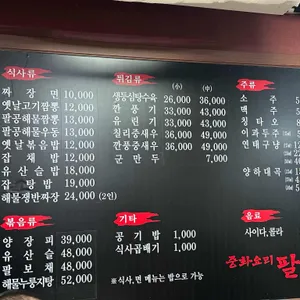 식사류
짜장면 10,000
짬뽕 12,000
옛날고기짬뽕 12,000
팔공해물짬뽕 13,000
팔공해물우동 13,000
옛날볶음밥 12,000
잡채밥 12,000
유산슬밥 18,000
잡탕밥 19,000
해물쟁반짜장 24,000 (2인)
볶음류
양장피 39,000
유산슬 48,000
팔보채 48,000
해물누룽지탕 52,000
튀김류 (小) (中)
생등심탕수육 26,000 36,000
깐풍기 33,000 43,000
유린기 33,000 43,000
칠리중새우 36,000 49,000
깐풍중새우 36,000 49,000
군만두 7,000
기타
공기밥 1,000
식사곱배기 1,000
※식사,면 메뉴는 밥으로 가능
주류
소주 5
맥주 5
칭타오
이과두주
연태구냥
양하대곡
음료
사이다,콜라
중화요리 팔